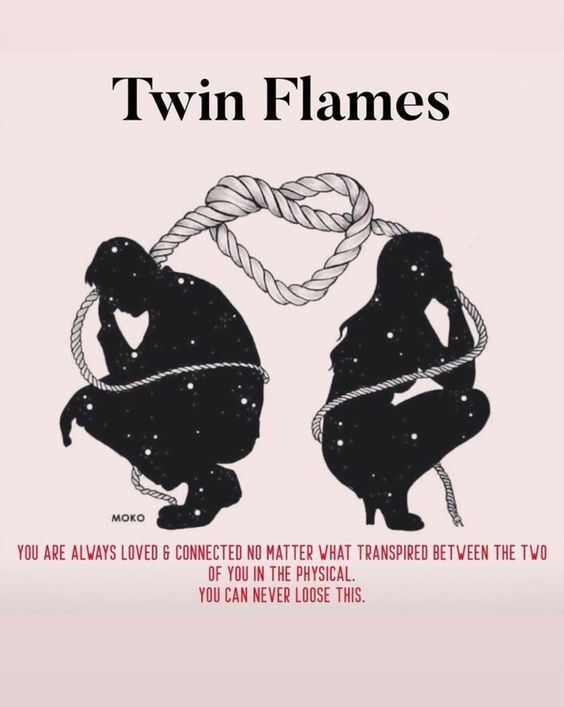 Twin Flames
MOKO
YOU ARE ALWAYS LOVED & CONNECTED NO MATTER WHAT TRANSPIRED BETWEEN THE TWO
OF YOU IN THE PHYSICAL.
YOU CAN NEVER LOOSE THIS.